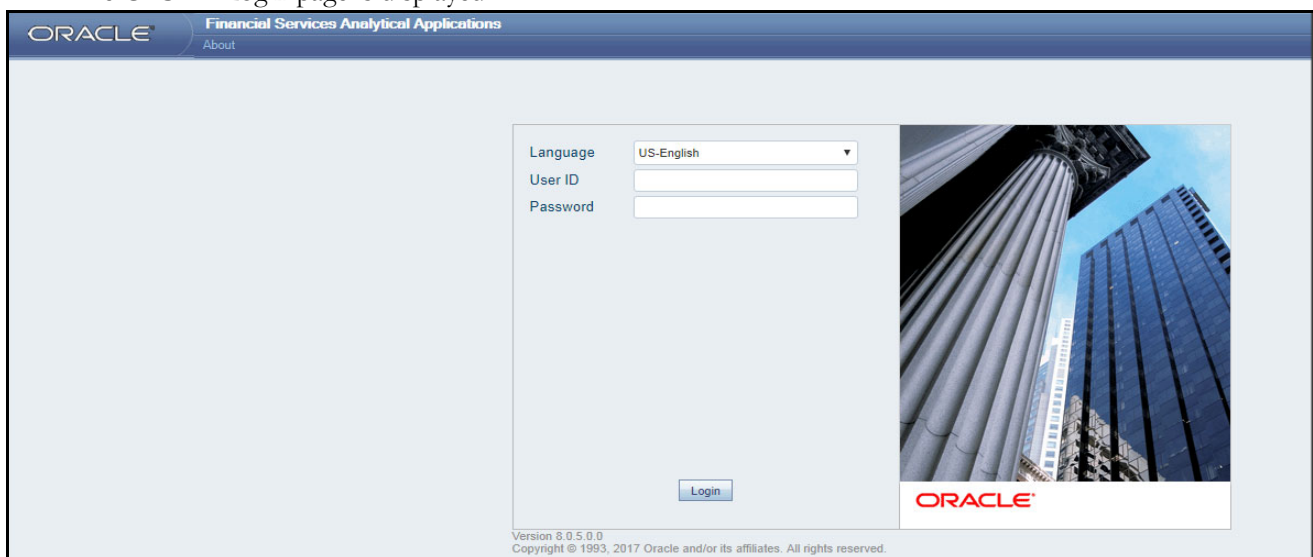 ORACLE
Financial Services Analytical Applications
About
Language US-English
User ID
Password
Login
ORACLE
Version 8.0.5.0.0
Copyright © 1993, 2017 Oracle and/or its affiliates. All rights reserved.